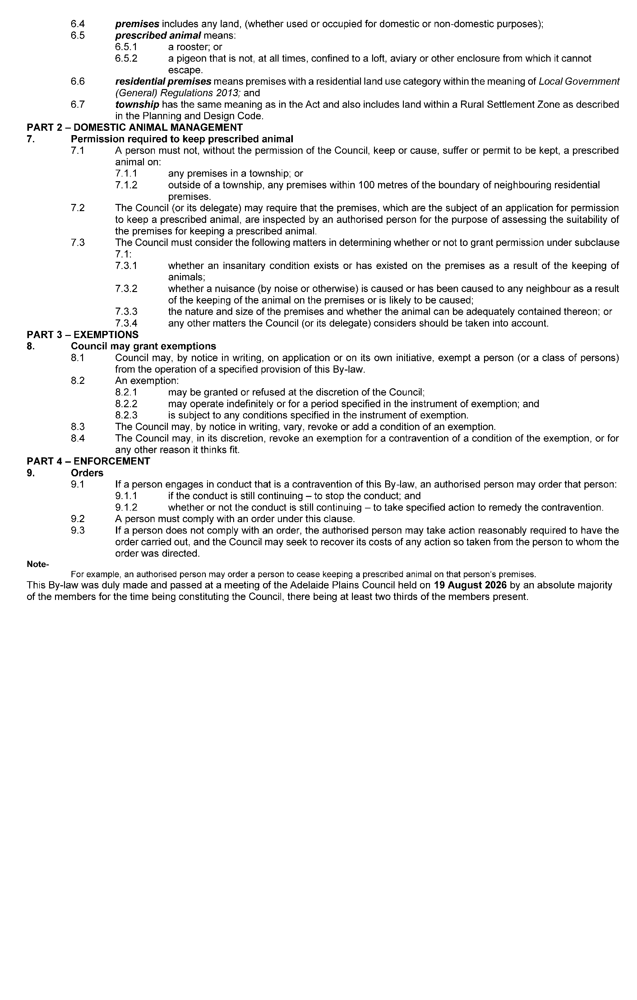 6.4 premises includes any land, (whether used or occupied for domestic or non-domestic purposes);
6.5 prescribed animal means:
6.5.1 a rooster; or
6.5.2 a pigeon that is not, at all times, confined to a loft, aviary or other enclosure from which it cannot
escape.
6.6 residential premises means premises with a residential land use category within the meaning of Local Government
(General) Regulations 2013; and
6.7 township has the same meaning as in the Act and also includes land within a Rural Settlement Zone as described
in the Planning and Design Code.
PART 2 – DOMESTIC ANIMAL MANAGEMENT
7. Permission required to keep prescribed animal
7.1 A person must not, without the permission of the Council, keep or cause, suffer or permit to be kept, a prescribed
animal on:
7.1.1 any premises in a township; or
7.1.2 outside of a township, any premises within 100 metres of the boundary of neighbouring residential
premises.
7.2 The Council (or its delegate) may require that the premises, which are the subject of an application for permission
to keep a prescribed animal, are inspected by an authorised person for the purpose of assessing the suitability of
the premises for keeping a prescribed animal.
7.3 The Council must consider the following matters in determining whether or not to grant permission under subclause
7.1:
7.3.1 whether an insanitary condition exists or has existed on the premises as a result of the keeping of
animals;
7.3.2 whether a nuisance (by noise or otherwise) is caused or has been caused to any neighbour as a result
of the keeping of the animal on the premises or is likely to be caused;
7.3.3 the nature and size of the premises and whether the animal can be adequately contained thereon; or
7.3.4 any other matters the Council (or its delegate) considers should be taken into account.
PART 3 – EXEMPTIONS
8. Council may grant exemptions
8.1 Council may, by notice in writing, on application or on its own initiative, exempt a person (or a class of persons)
from the operation of a specified provision of this By-law.
8.2 An exemption:
8.2.1 may be granted or refused at the discretion of the Council;
8.2.2 may operate indefinitely or for a period specified in the instrument of exemption; and
8.2.3 is subject to any conditions specified in the instrument of exemption.
8.3 The Council may, by notice in writing, vary, revoke or add a condition of an exemption.
8.4 The Council may, in its discretion, revoke an exemption for a contravention of a condition of the exemption, or for
any other reason it thinks fit.
PART 4 – ENFORCEMENT
9. Orders
9.1 If a person engages in conduct that is a contravention of this By-law, an authorised person may order that person:
9.1.1 if the conduct is still continuing – to stop the conduct; and
9.1.2 whether or not the conduct is still continuing – to take specified action to remedy the contravention.
9.2 A person must comply with an order under this clause.
9.3 If a person does not comply with an order, the authorised person may take action reasonably required to have the
order carried out, and the Council may seek to recover its costs of any action so taken from the person to whom the
order was directed.
Note-
For example, an authorised person may order a person to cease keeping a prescribed animal on that person's premises.
This By-law was duly made and passed at a meeting of the Adelaide Plains Council held on 19 August 2026 by an absolute majority
of the members for the time being constituting the Council, there being at least two thirds of the members present.